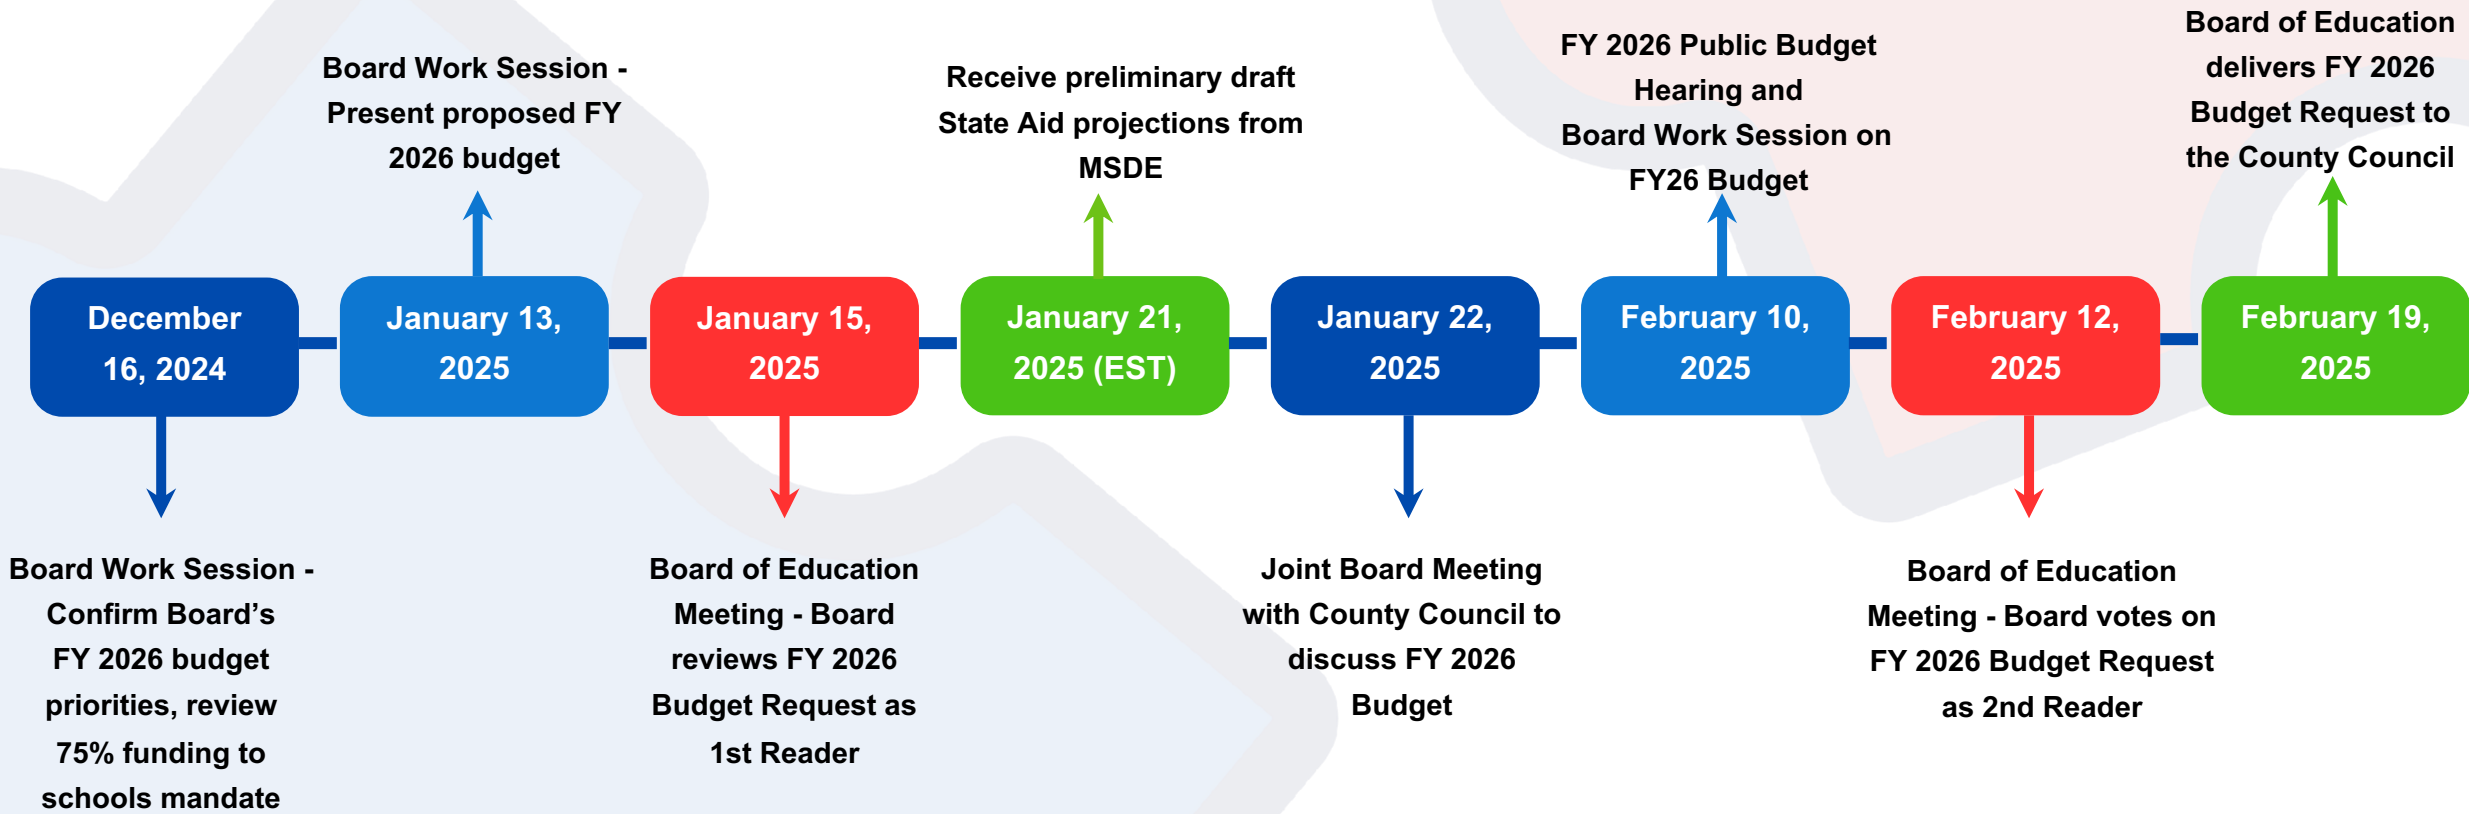 Board Work Session -
Present proposed FY
2026 budget
Receive preliminary draft
State Aid projections from
MSDE
FY 2026 Public Budget
Hearing and
Board Work Session on
FY26 Budget
Board of Education
delivers FY 2026
Budget Request to
the County Council
December
16, 2024
January 13,
2025
January 15,
2025
January 21,
2025 (EST)
January 22,
2025
February 10,
2025
February 12,
2025
February 19,
2025
Board Work Session -
Confirm Board’s
FY 2026 budget
priorities, review
75% funding to
schools mandate
Board of Education
Meeting - Board
reviews FY 2026
Budget Request as
1st Reader
Joint Board Meeting
with County Council to
discuss FY 2026
Budget
Board of Education
Meeting - Board votes on
FY 2026 Budget Request
as 2nd Reader